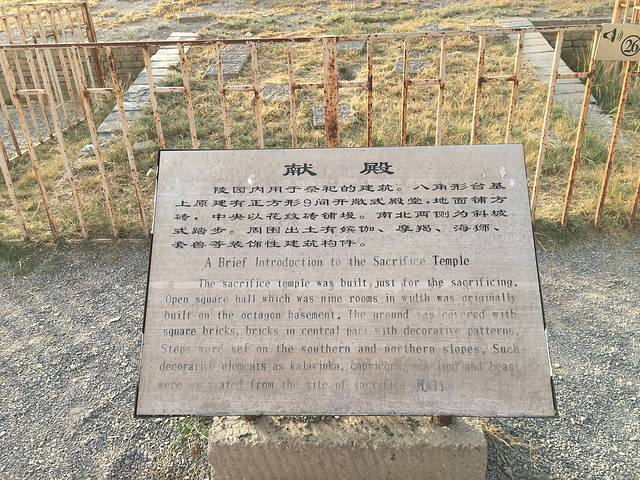 26
献 殿
陵园内用于祭祀的建筑。八角形台基
土原建有正方形9间开敞式殿堂,地面铺方
砖,中央以花纹砖铺墁。南北两侧为斜坡
式踏步。周围出土有嫔伽、摩羯、海狮、
套兽等装饰性建筑构件。
A Brief Introduction to the Sacrifice Temple
The sacrifice temple was built just for the sacrificing.
Open square hall which was nine rooms in width was originally
built on the octagon basement. The ground was covered with
square bricks, bricks in central part with decorative patterns.
Steps were set on the southern and northern slopes. Such
decorative elements as kalavinka, capricorn, sea lion and beast
were excavated from the site of sacrifice